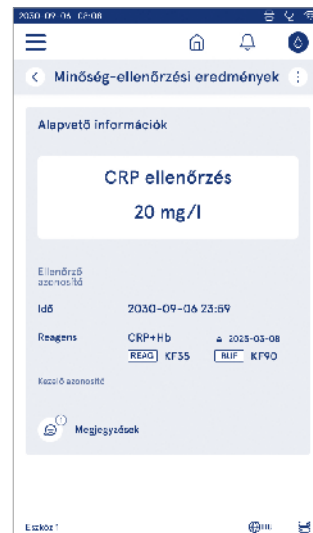 2030-09-06 02:08
Minőség-ellenőrzési eredmények
Alapvető információk
CRP ellenőrzés
20 mg/l
Ellenőrző
azonosító
Idő 2030-09-06 23:59
Reagens CRP+Hb 2025-03-08
REAG KF35 BUF KF90
Kezelő azonosító
Megjegyzések
Eszköz 1 HU